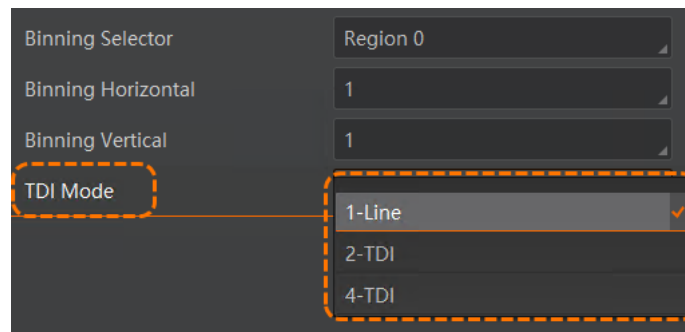 Binning Selector Region 0
Binning Horizontal 1
Binning Vertical 1
TDI Mode
1-Line
2-TDI
4-TDI